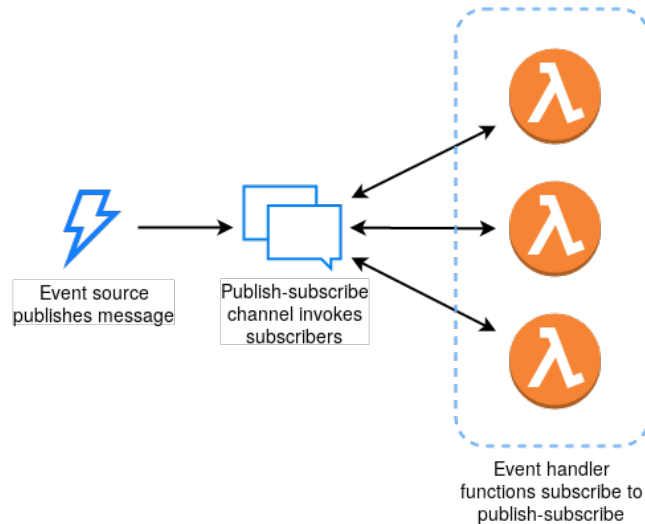 Event source
publishes message
Publish-subscribe
channel invokes
subscribers
λ
λ
λ
Event handler
functions subscribe to
publish-subscribe